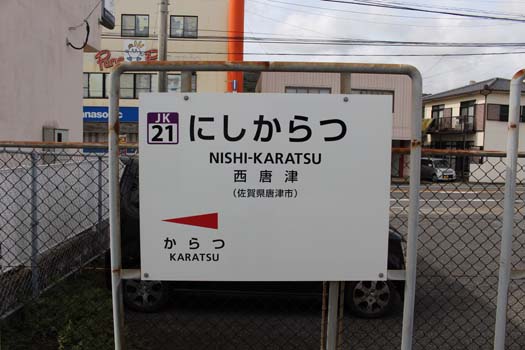 Panasonic
JK
21
にしからつ
NISHI-KARATSU
西唐津
(佐賀県唐津市)
からつ
KARATSU